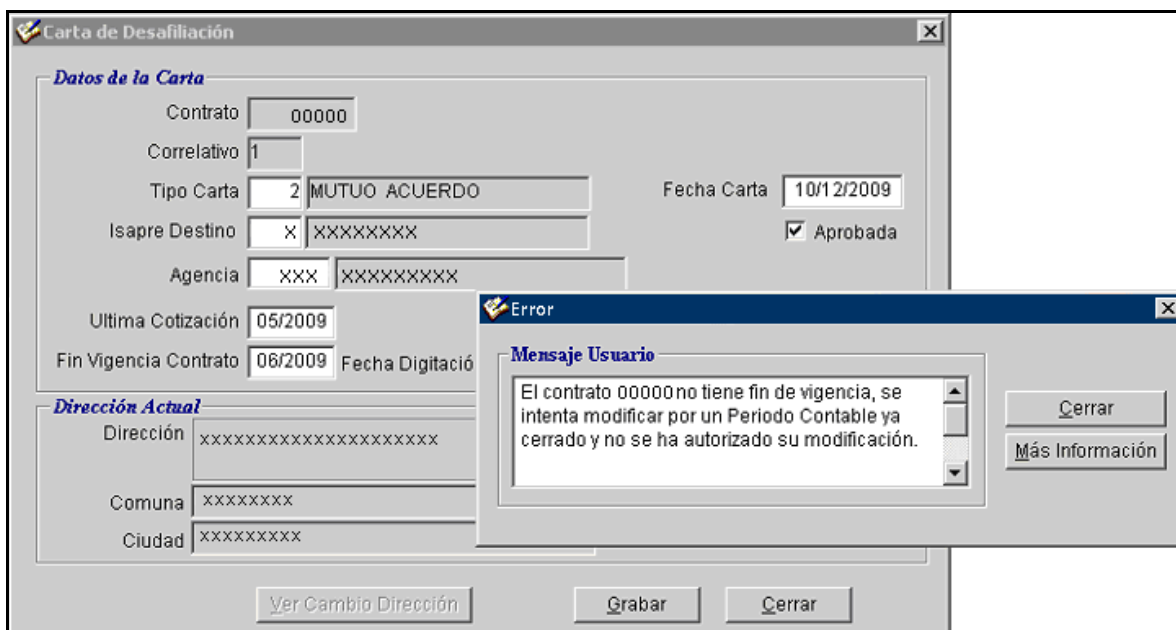 Carta de Desafiliación
Datos de la Carta
Contrato 00000
Correlativo 1
Tipo Carta 2 MUTUO ACUERDO Fecha Carta 10/12/2009
Isapre Destino X XXXXXXXX Aprobada
Agencia XXX XXXXXXXXX
Ultima Cotización 05/2009
Fin Vigencia Contrato 06/2009 Fecha Digitació
Error
Mensaje Usuario
El contrato 00000 no tiene fin de vigencia, se
intenta modificar por un Periodo Contable ya
cerrado y no se ha autorizado su modificación.
Cerrar
Más Información
Dirección Actual
Dirección xxxxxxxxxxxxxxxxxxxxx
Comuna xxxxxxxx
Ciudad xxxxxxxxx
Ver Cambio Dirección Grabar Cerrar